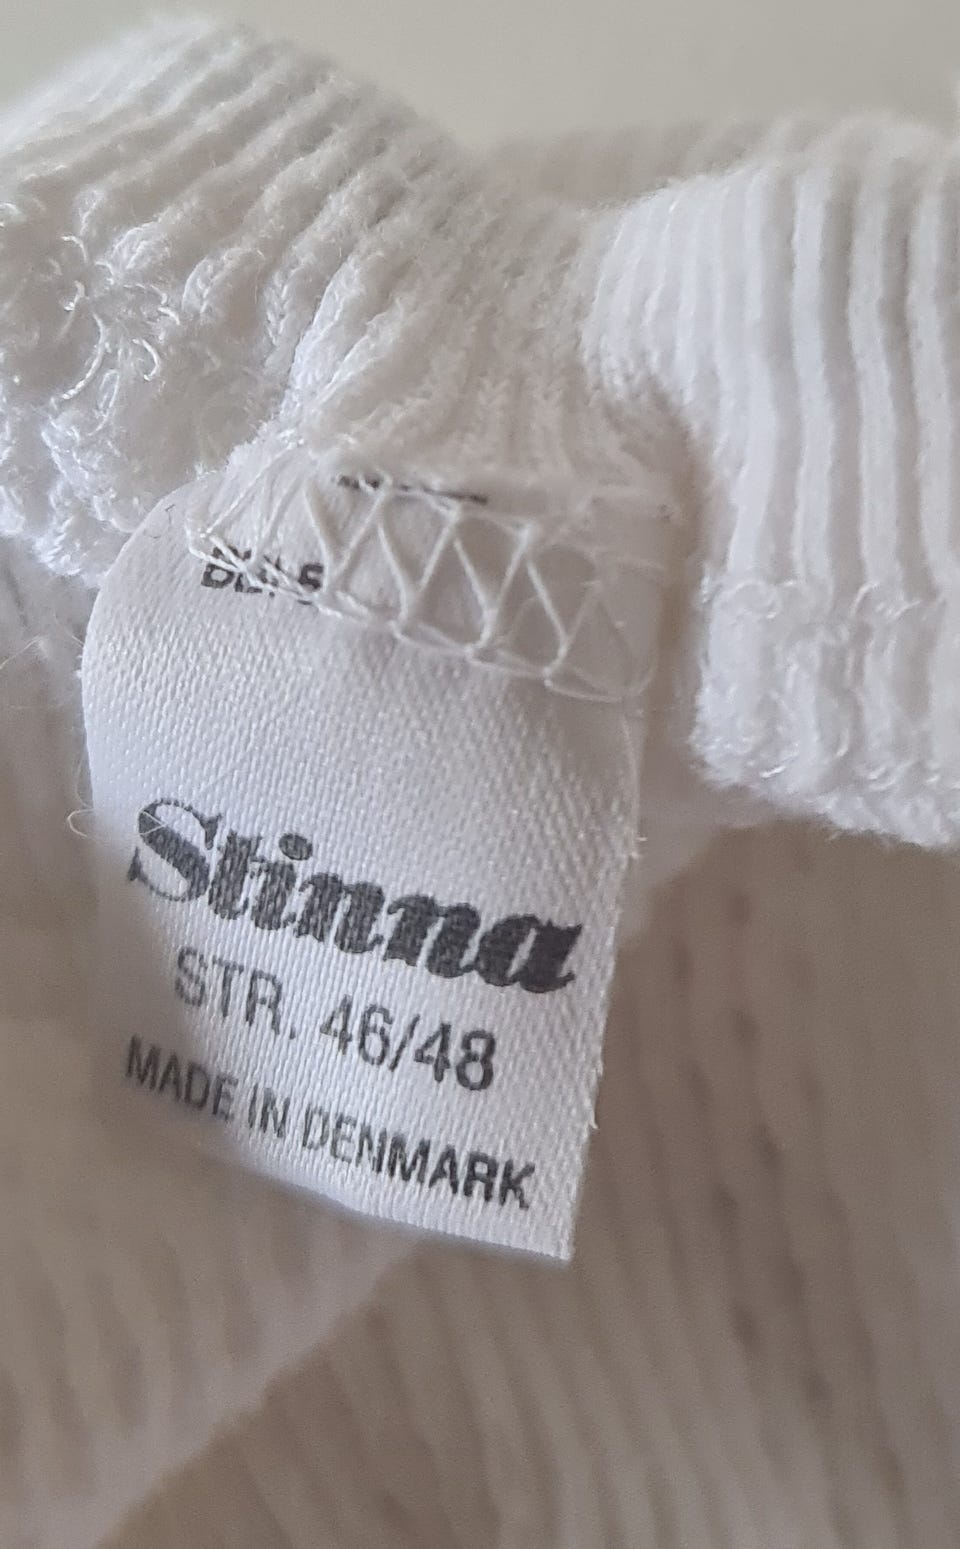 Stinna
STR. 46/48
MADE IN DENMARK